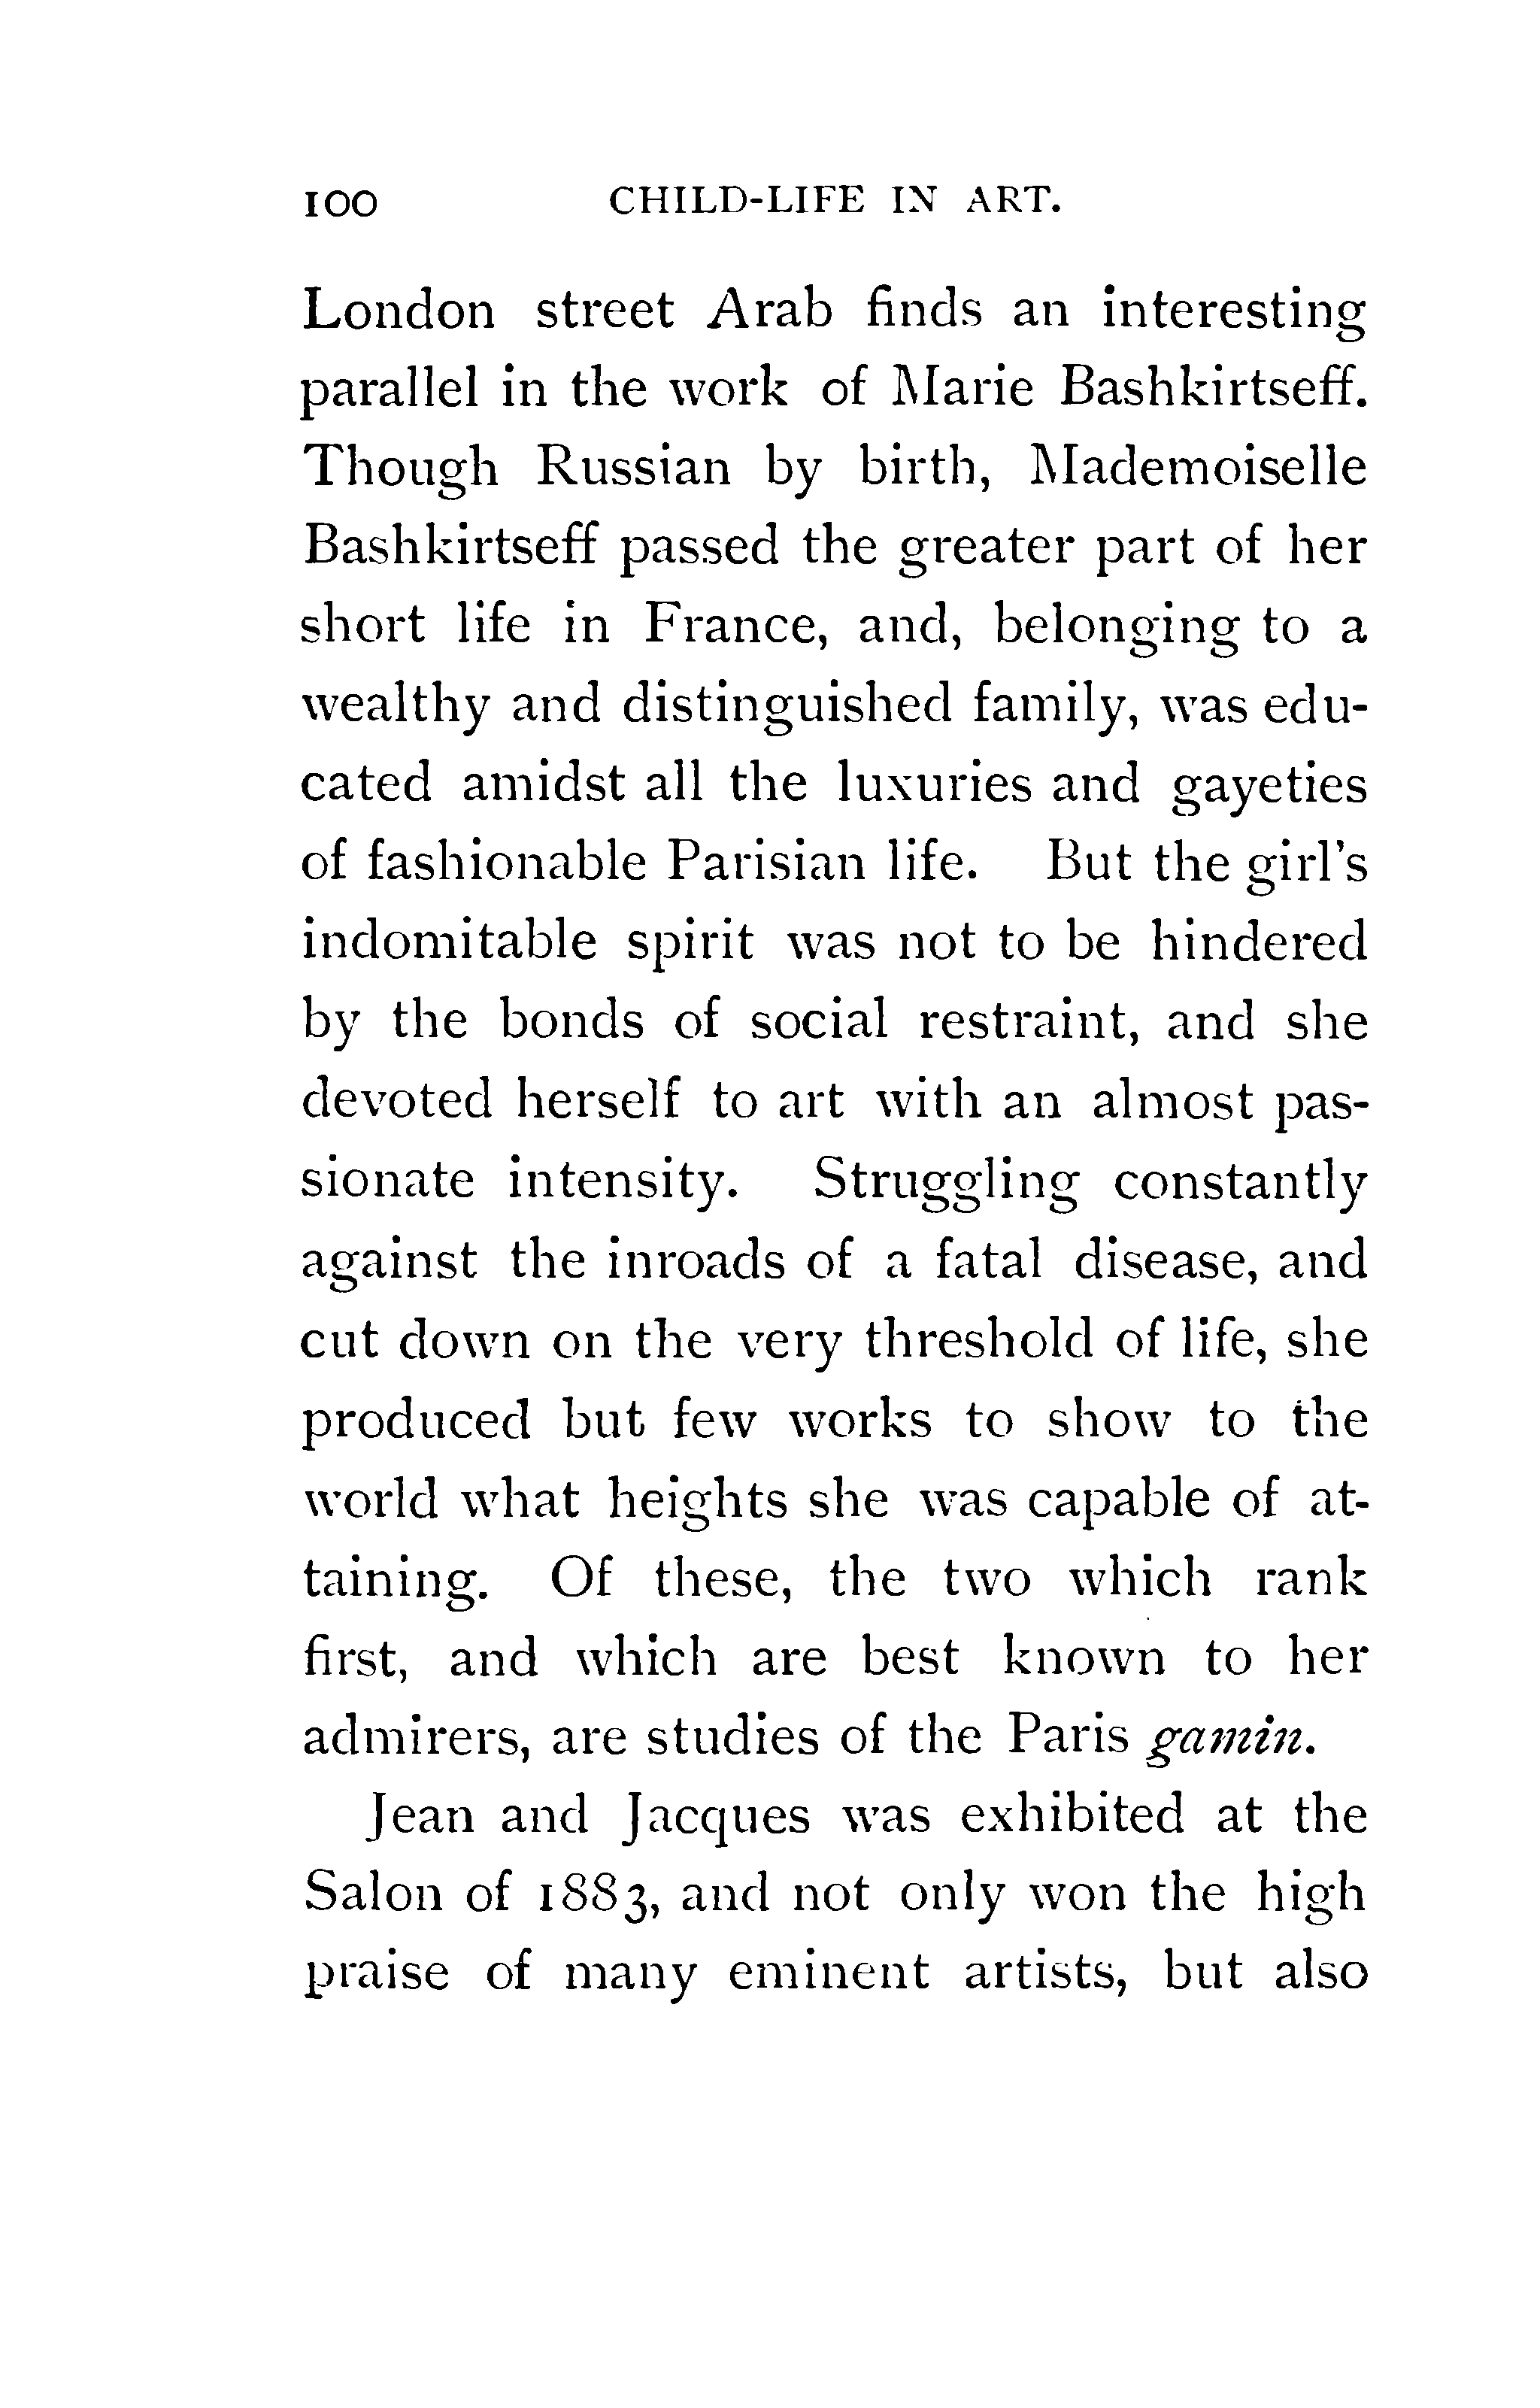 100 CHILD-LIFE IN ART.
London street Arab finds an interesting
parallel in the work of Marie Bashkirtseff.
Though Russian by birth, Mademoiselle
Bashkirtseff passed the greater part of her
short life in France, and, belonging to a
wealthy and distinguished family, was edu-
cated amidst all the luxuries and gayeties
of fashionable Parisian life. But the girl's
indomitable spirit was not to be hindered
by the bonds of social restraint, and she
devoted herself to art with an almost pas-
sionate intensity. Struggling constantly
against the inroads of a fatal disease, and
cut down on the very threshold of life, she
produced but few works to show to the
world what heights she was capable of at-
taining. Of these, the two which rank
first, and which are best known to her
admirers, are studies of the Paris gamin.
Jean and Jacques was exhibited at the
Salon of 1883, and not only won the high
praise of many eminent artists, but also